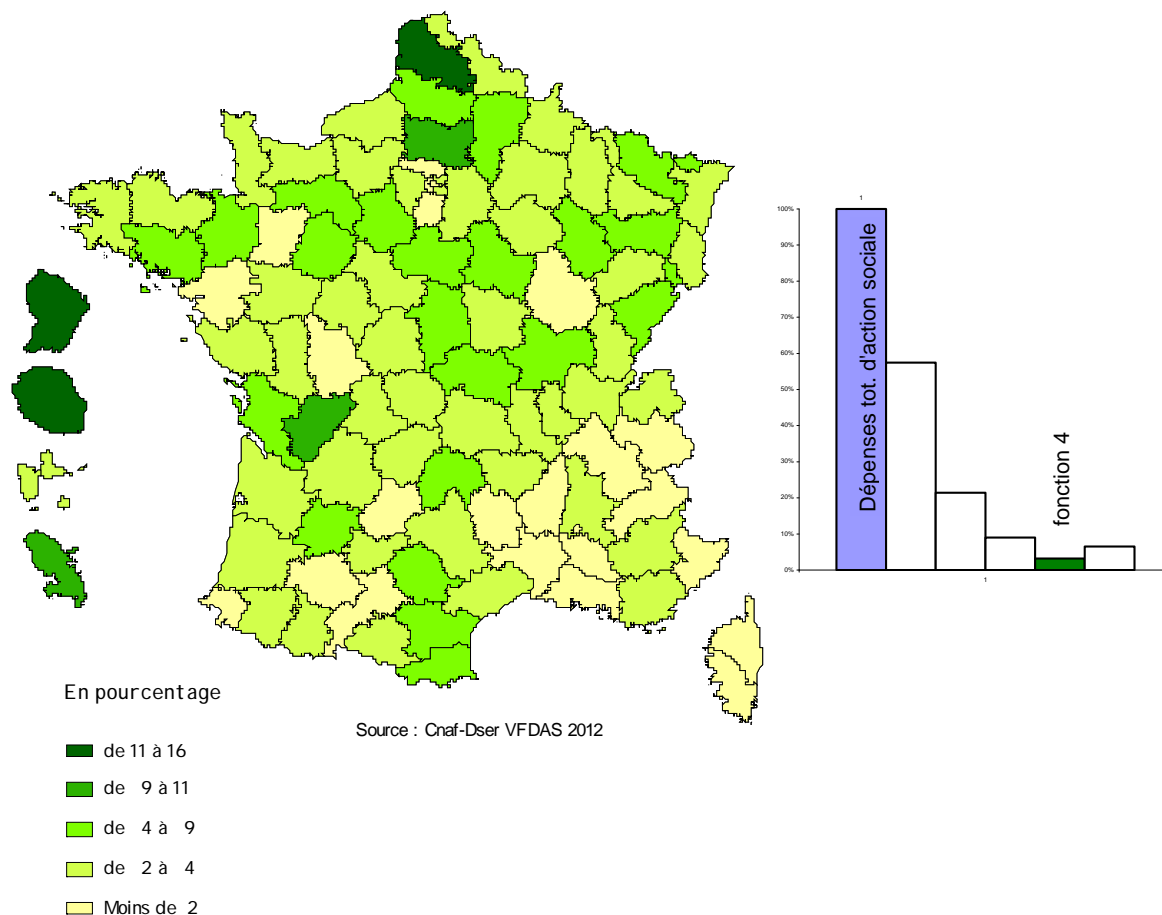 1
100%
90%
80%
70%
60%
50%
40%
30%
20%
10%
0%
Dépenses tot. d'action sociale
fonction 4
1
En pourcentage
de 11 à 16
de 9 à 11
de 4 à 9
de 2 à 4
Moins de 2
Source : Cnaf-Dser VFDAS 2012